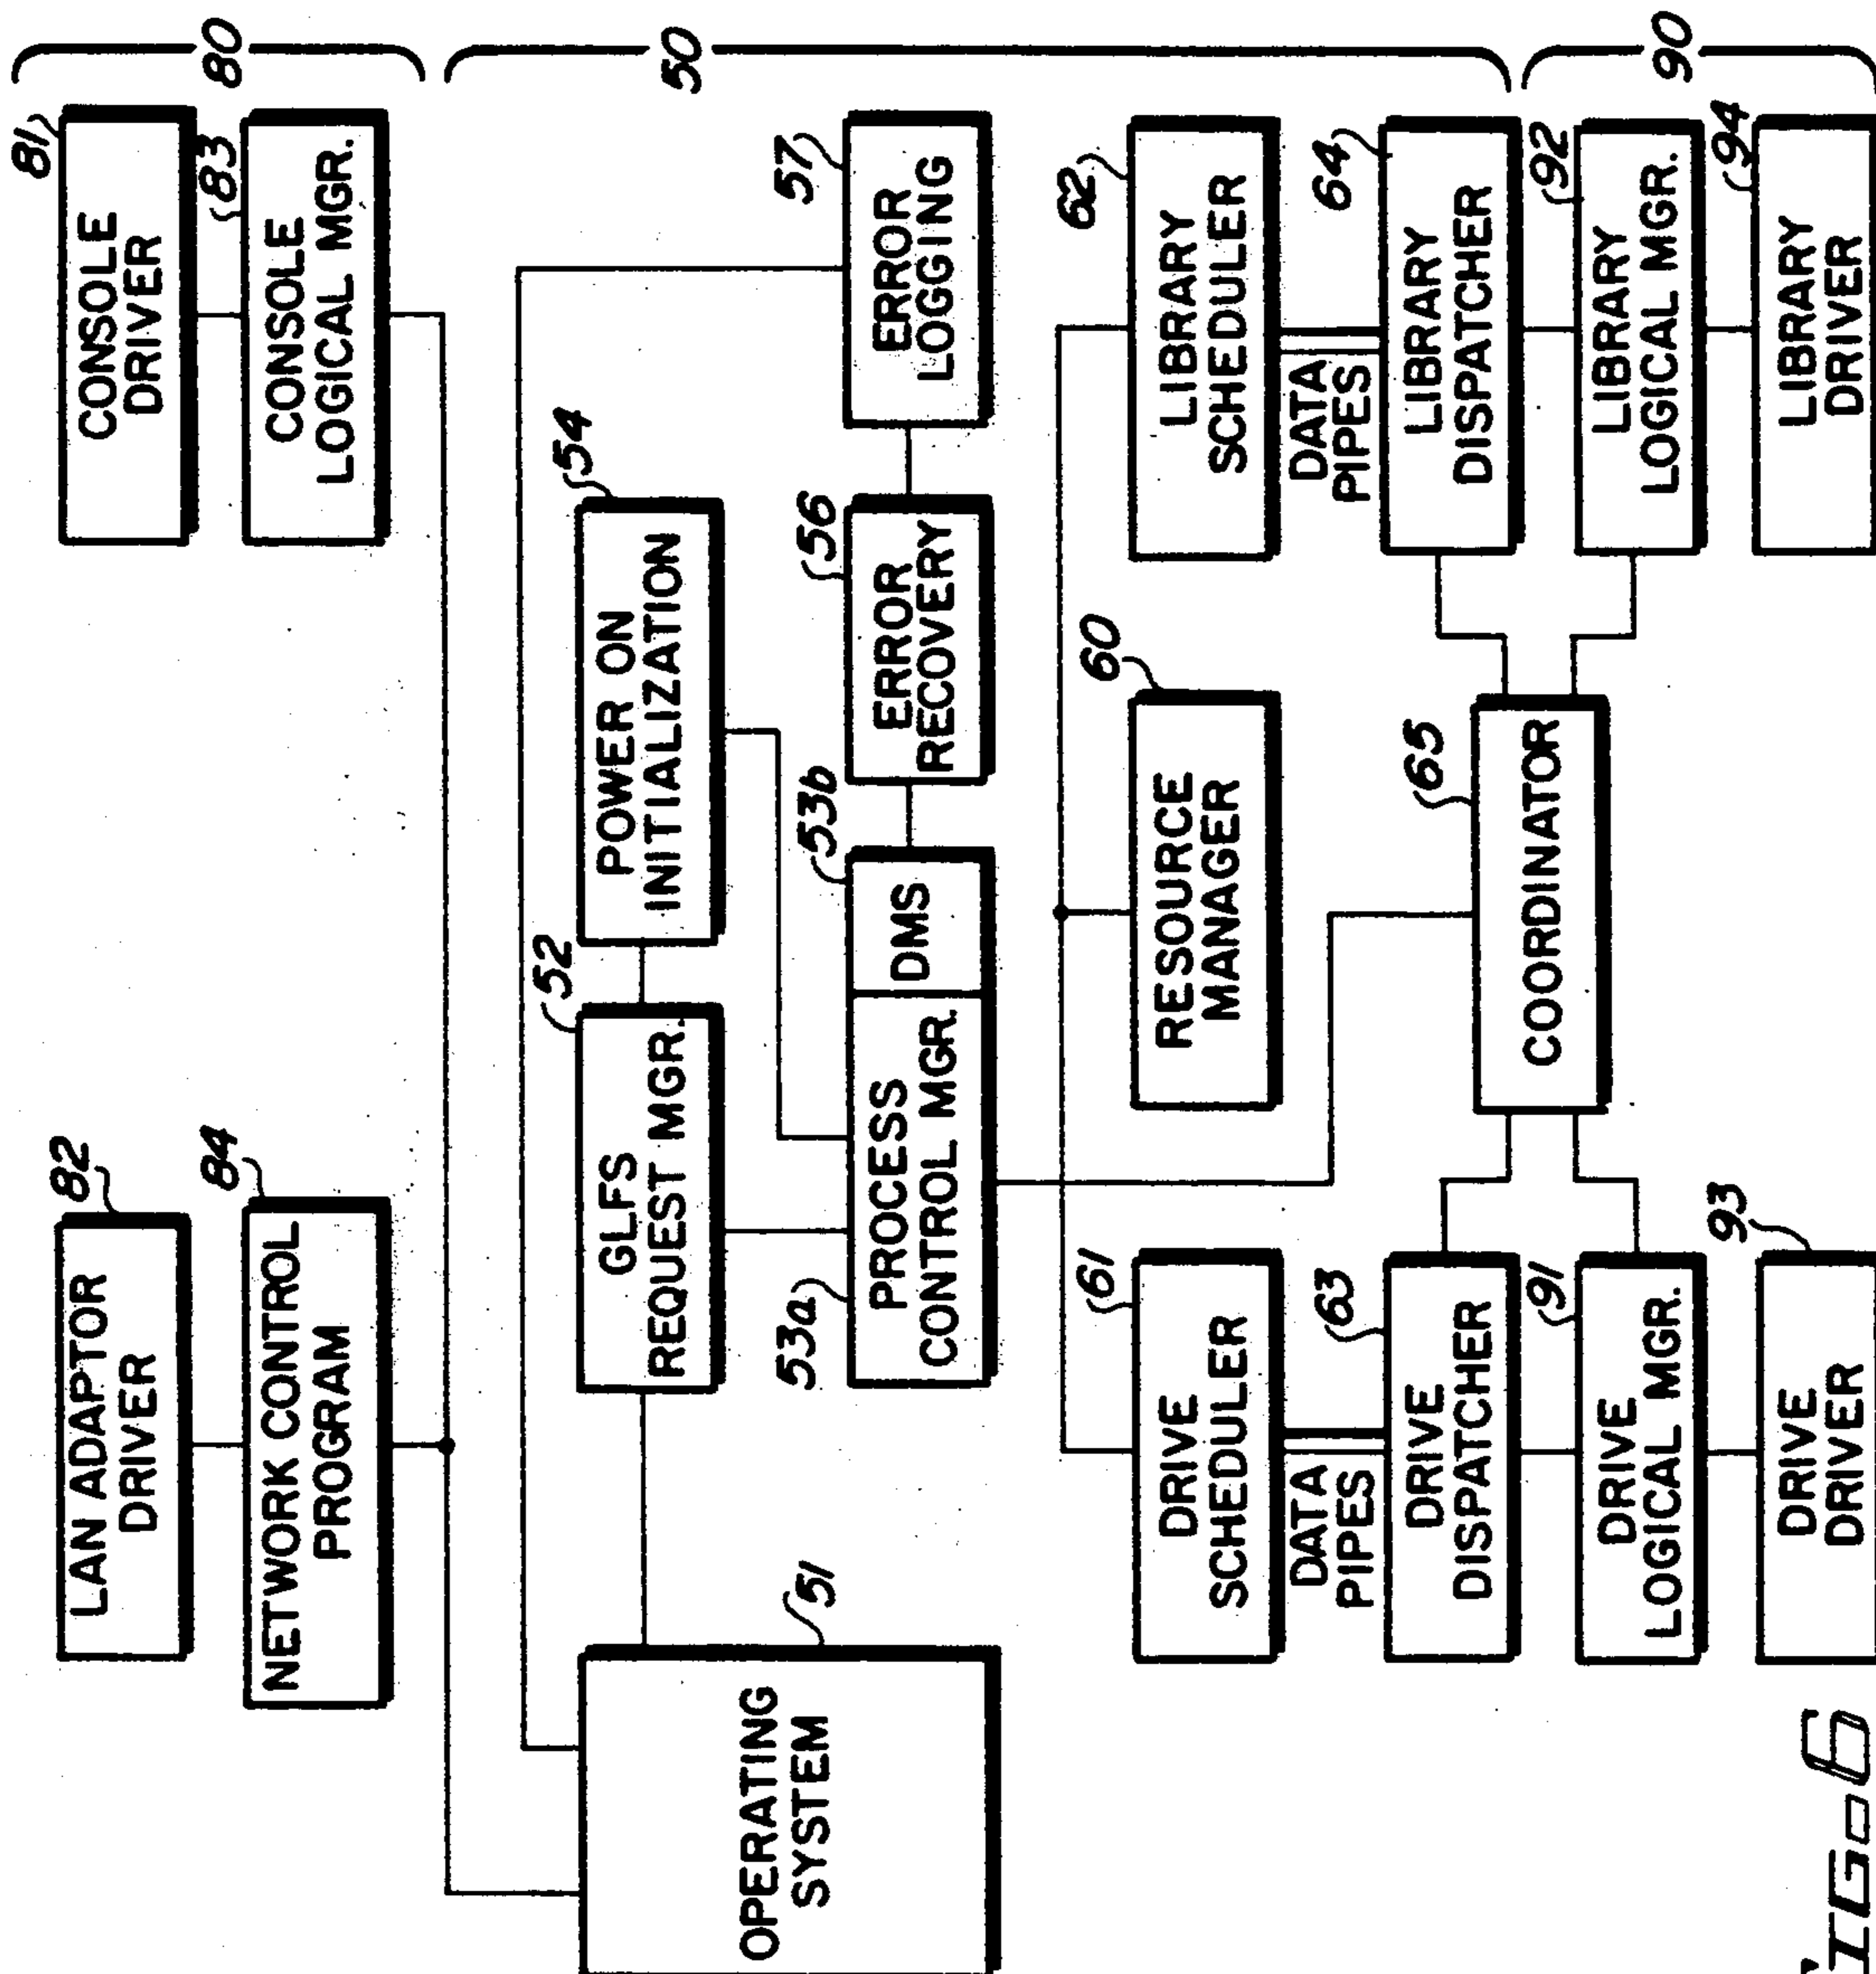 81
82
CONSOLE
DRIVER
LAN ADAPTOR
DRIVER
80
83
84
CONSOLE
LOGICAL MGR.
NETWORK CONTROL
PROGRAM
50
52
54
GLFS
REQUEST MGR.
POWER ON
INITIALIZATION
51
OPERATING
SYSTEM
53a
53b
56
57
PROCESS
CONTROL MGR.
DMS
ERROR
RECOVERY
ERROR
LOGGING
61
60
62
DRIVE
SCHEDULER
RESOURCE
MANAGER
LIBRARY
SCHEDULER
DATA
PIPES
DATA
PIPES
63
65
64
DRIVE
DISPATCHER
COORDINATOR
LIBRARY
DISPATCHER
91
92
90
DRIVE
LOGICAL MGR.
LIBRARY
LOGICAL MGR.
93
94
DRIVE
DRIVER
LIBRARY
DRIVER
IG-6